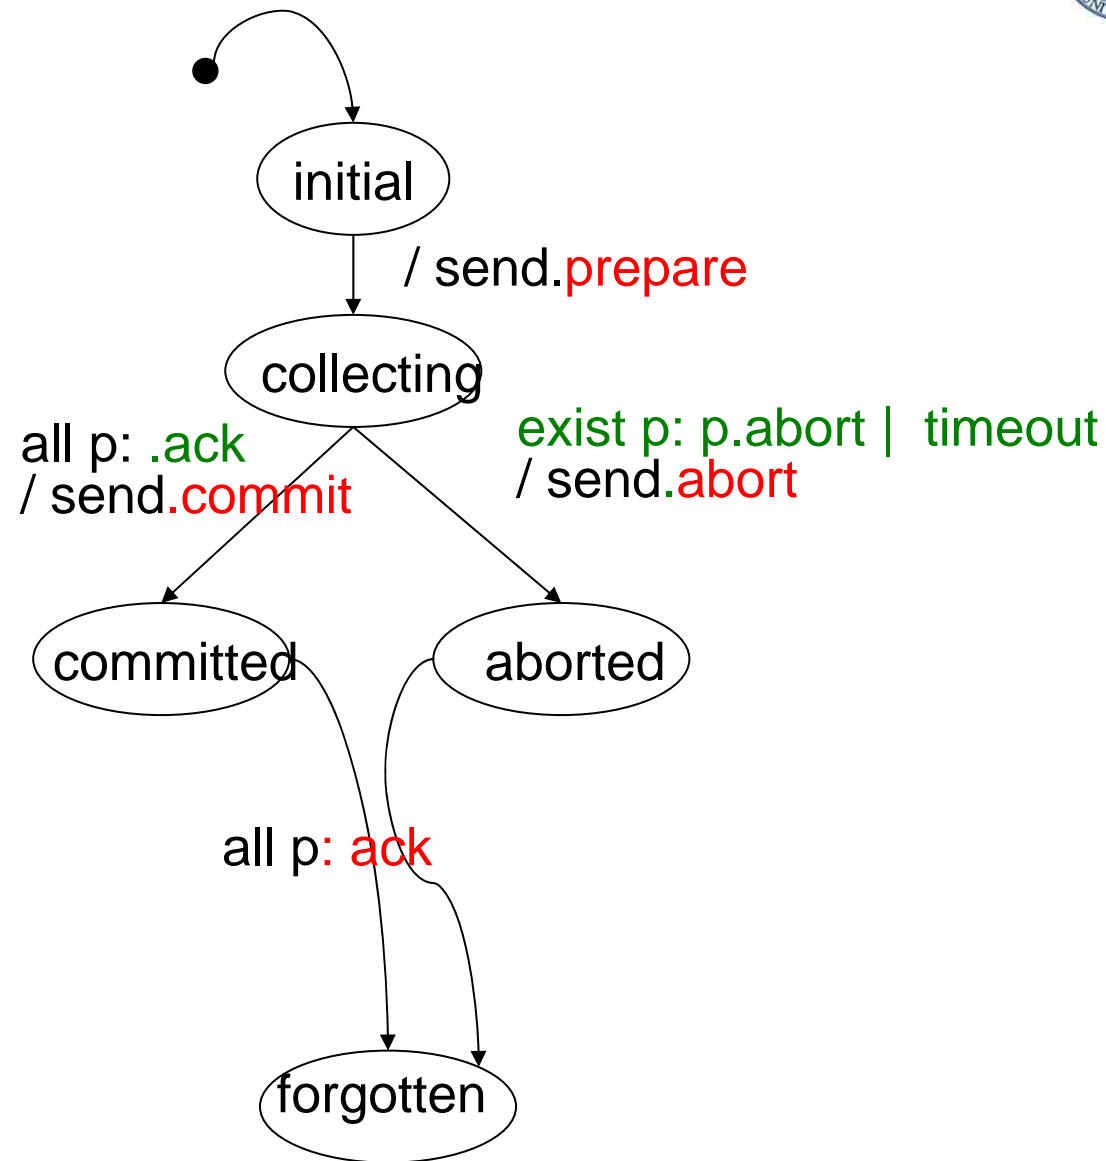 initial
/ send.prepare
collecting
all p: .ack
/ send.commit
exist p: p.abort | timeout
/ send.abort
committed
aborted
all p: ack
forgotten